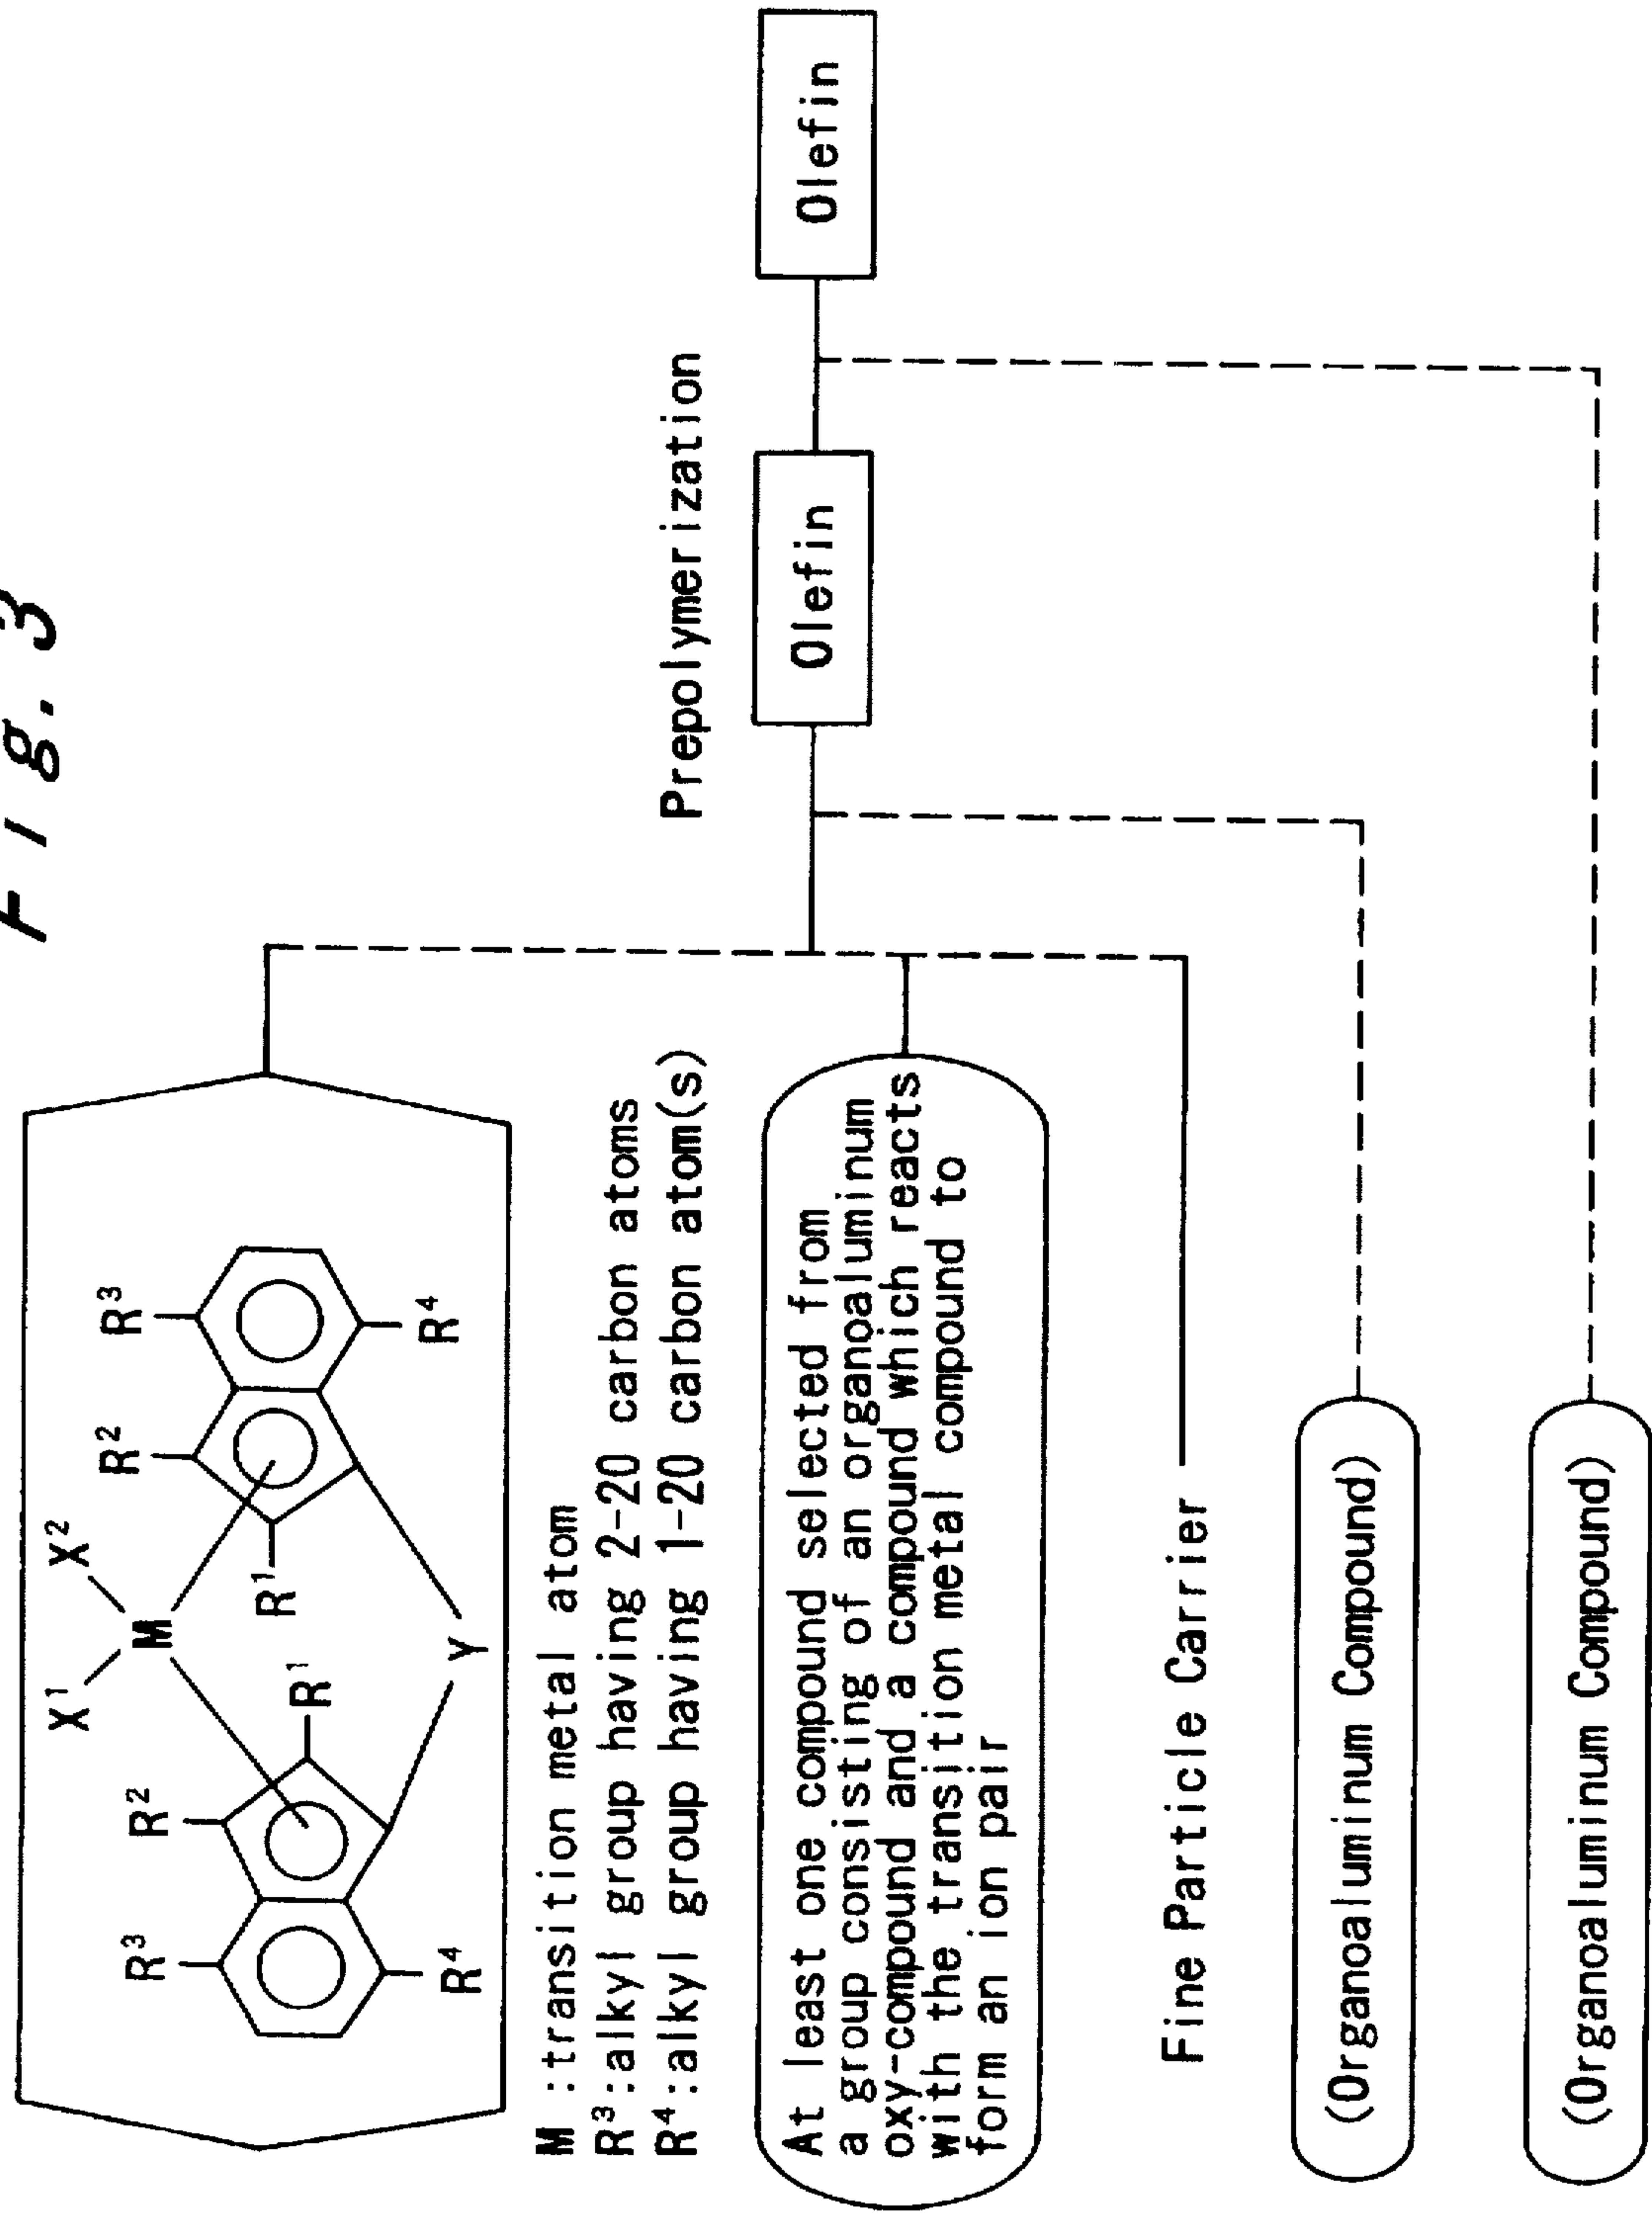 Fig. 3
X¹ X²
M
R³ R² R¹ R¹ R² R³
R⁴ Y R⁴
M :transition metal atom
R³:alkyl group having 2-20 carbon atoms
R⁴:alkyl group having 1-20 carbon atom(s)
At least one compound selected from
a group consisting of an organoaluminum
oxy-compound and a compound which reacts
with the transition metal compound to
form an ion pair
Fine Particle Carrier
(Organoaluminum Compound)
(Organoaluminum Compound)
Prepolymerization
Olefin
Olefin